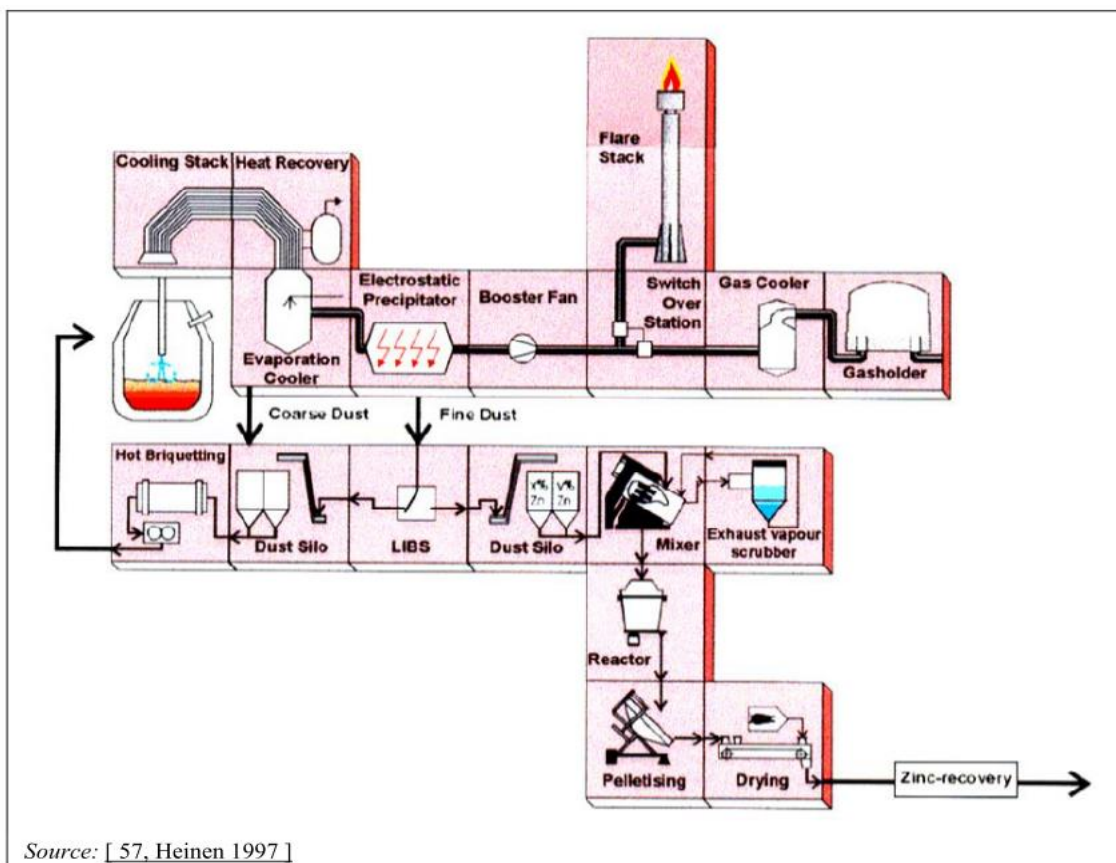 Flare
Stack
Cooling Stack
Heat Recovery
Electrostatic
Precipitator
Booster Fan
Switch
Over
Station
Gas Cooler
Evaporation
Cooler
Gasholder
Coarse Dust
Fine Dust
Hot Briquetting
Dust Silo
LIBS
x%
Zn
y%
Zn
Dust Silo
Mixer
Exhaust vapour
scrubber
Reactor
Pelletising
Drying
Zinc-recovery
Source: [ 57, Heinen 1997 ]